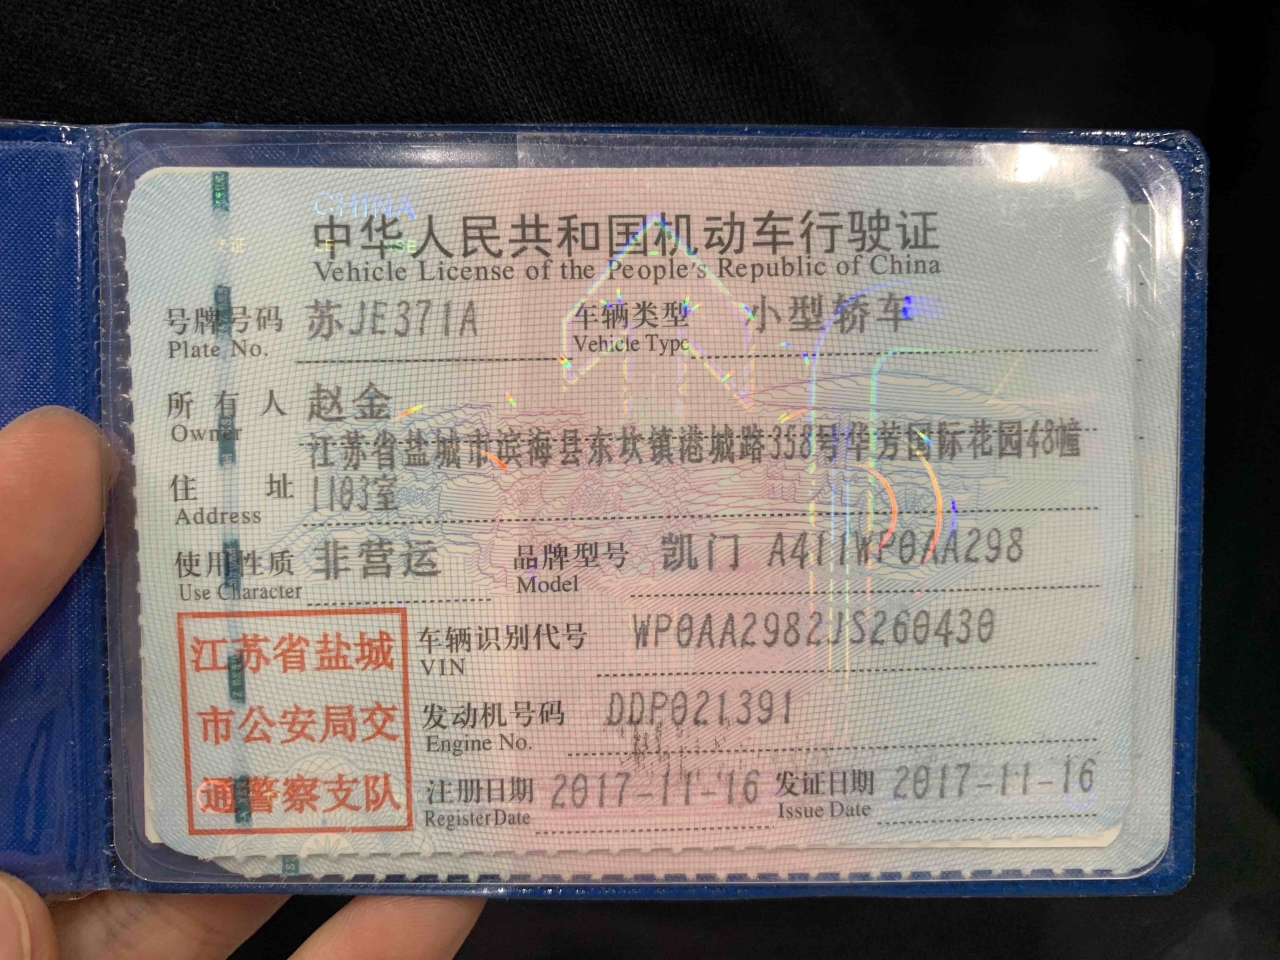 中华人民共和国机动车行驶证
Vehicle License of the People's Republic of China
号牌号码 苏JE371A 车辆类型 小型轿车
Plate No. Vehicle Type
所有人 赵金
Owner
江苏省盐城市滨海县东坎镇港城路358号华芳国际花园48幢
住址 1103室
Address
使用性质 非营运 品牌型号 凯门 A411WP0AA298
Use Character Model
江苏省盐城 车辆识别代号 WP0AA2982JS260430
VIN
市公安局交 发动机号码 DDP021391
Engine No.
通警察支队 注册日期 2017-11-16 发证日期 2017-11-16
Register Date Issue Date
CHINA